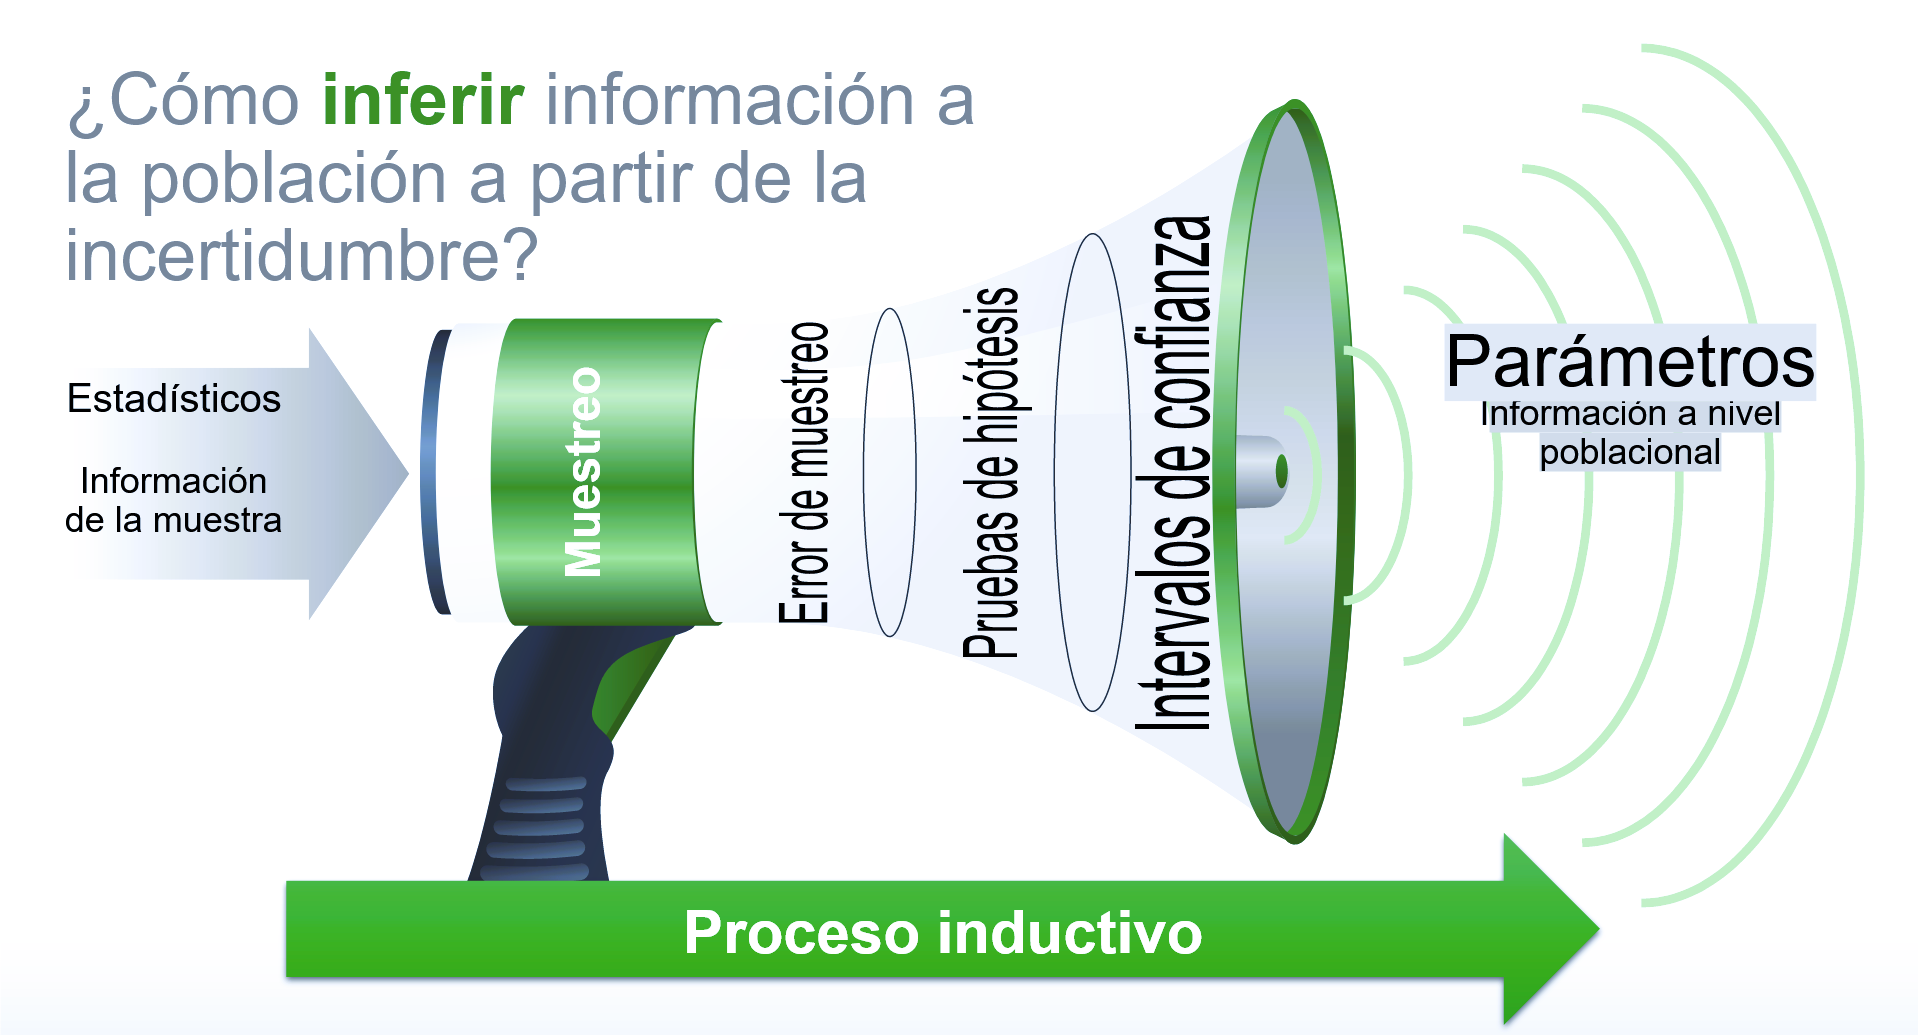 ¿Cómo inferir información a
la población a partir de la
incertidumbre?
Estadísticos
Información
de la muestra
Muestreo
Error de muestreo
Pruebas de hipótesis
Intervalos de confianza
Parámetros
Información a nivel
poblacional
Proceso inductivo